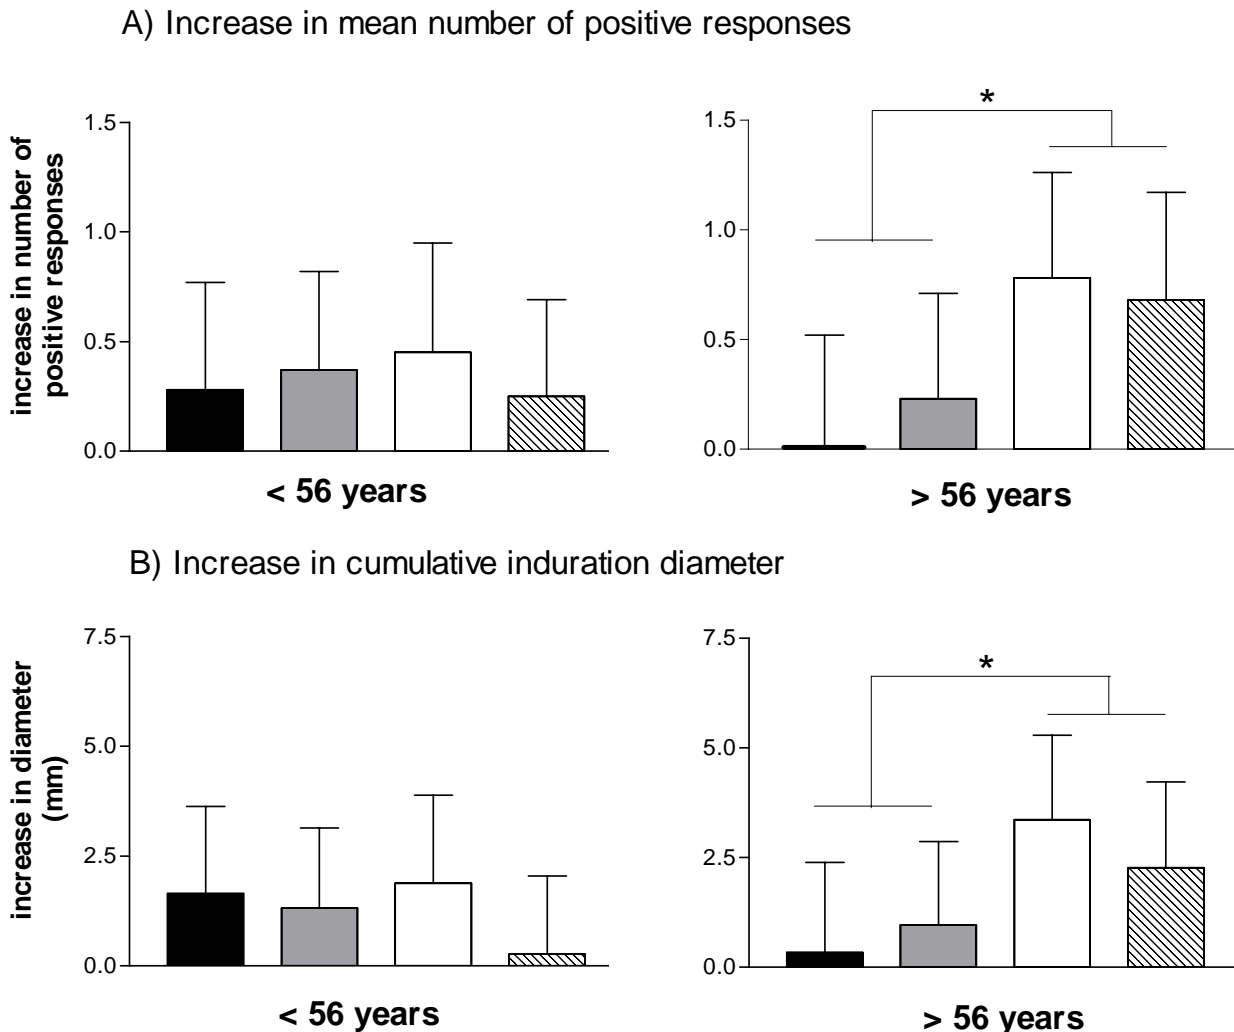 A) Increase in mean number of positive responses
increase in number of
positive responses
1.5
1.0
0.5
0.0
< 56 years
*
1.5
1.0
0.5
0.0
> 56 years
B) Increase in cumulative induration diameter
increase in diameter
(mm)
7.5
5.0
2.5
0.0
< 56 years
*
7.5
5.0
2.5
0.0
> 56 years